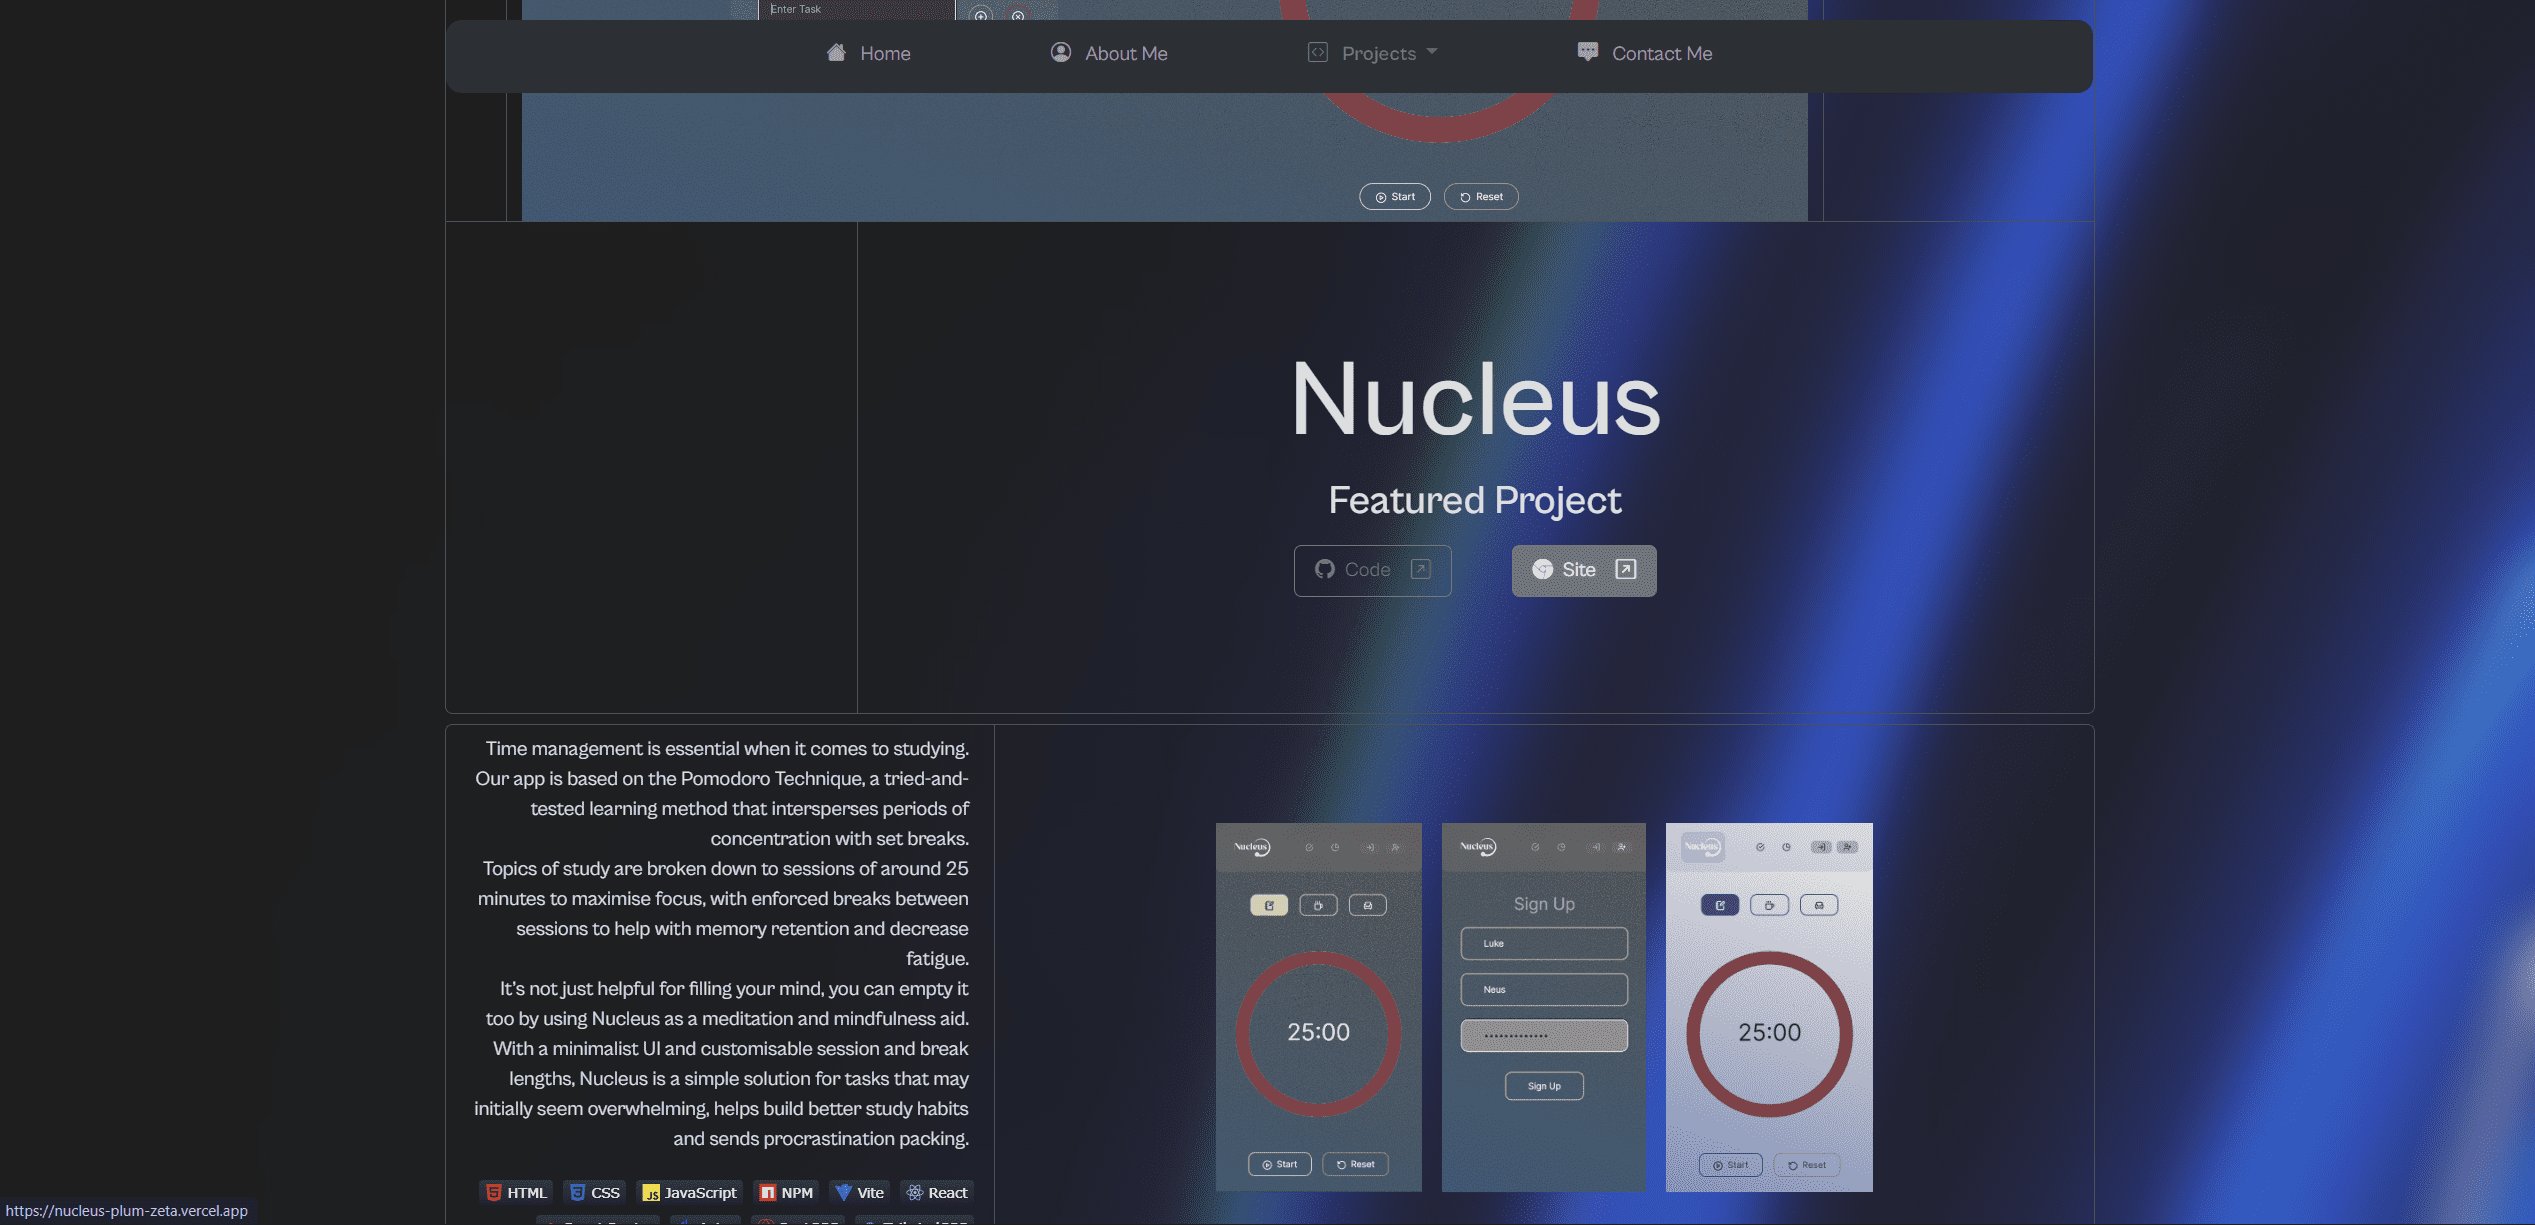 Enter Task
Home
About Me
Projects
Contact Me
Start
Reset
Nucleus
Featured Project
Code
Site
Time management is essential when it comes to studying.
Our app is based on the Pomodoro Technique, a tried-and-
tested learning method that intersperses periods of
concentration with set breaks.
Topics of study are broken down to sessions of around 25
minutes to maximise focus, with enforced breaks between
sessions to help with memory retention and decrease
fatigue.
It's not just helpful for filling your mind, you can empty it
too by using Nucleus as a meditation and mindfulness aid.
With a minimalist UI and customisable session and break
lengths, Nucleus is a simple solution for tasks that may
initially seem overwhelming, helps build better study habits
and sends procrastination packing.
HTML
CSS
JS JavaScript
NPM
Vite
React
Nucleus
25:00
Start
Reset
Nucleus
Sign Up
Luke
Neus
Sign Up
Nucleus
25:00
Start
Reset
https://nucleus-plum-zeta.vercel.app